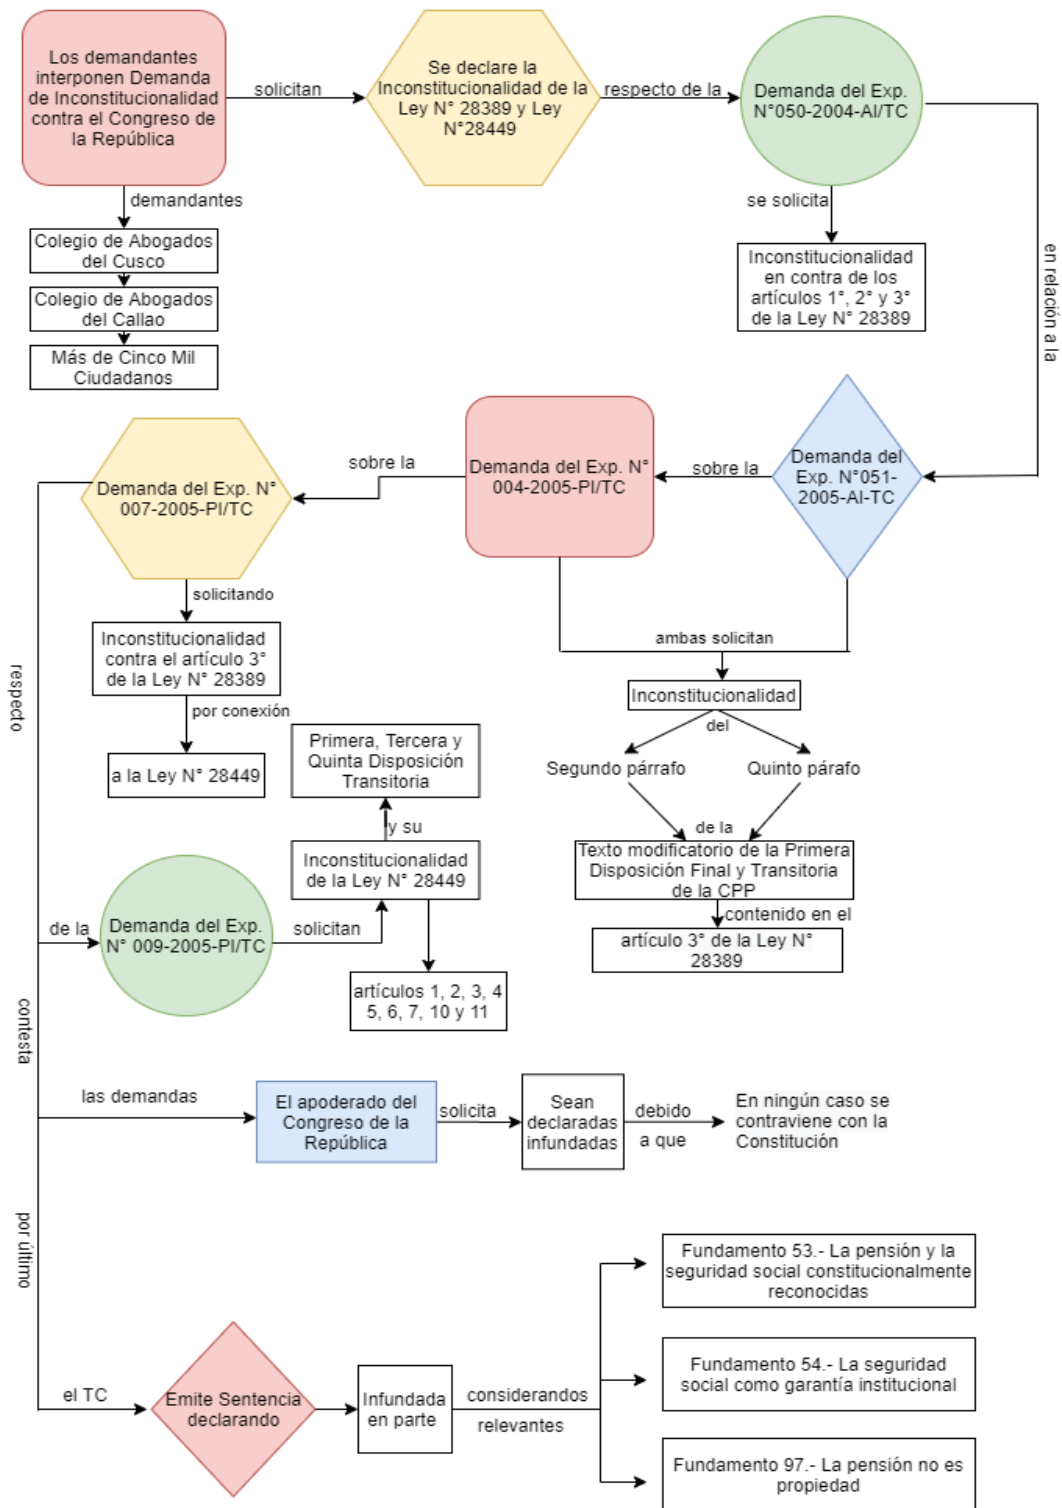 Los demandantes
interponen Demanda
de Inconstitucionalidad
contra el Congreso de
la República
solicitan
Se declare la
Inconstitucionalidad de la
Ley N° 28389 y Ley
N°28449
respecto de la
Demanda del Exp.
N°050-2004-AI/TC
demandantes
Colegio de Abogados
del Cusco
Colegio de Abogados
del Callao
Más de Cinco Mil
Ciudadanos
se solicita
Inconstitucionalidad
en contra de los
artículos 1°, 2° y 3°
de la Ley N° 28389
en relación a la
Demanda del
Exp. N°051-
2005-AI-TC
sobre la
Demanda del Exp. N°
004-2005-PI/TC
sobre la
Demanda del Exp. N°
007-2005-PI/TC
solicitando
Inconstitucionalidad
contra el artículo 3°
de la Ley N° 28389
por conexión
a la Ley N° 28449
ambas solicitan
Inconstitucionalidad
del
Segundo párrafo
Quinto párafo
de la
Texto modificatorio de la Primera
Disposición Final y Transitoria
de la CPP
contenido en el
artículo 3° de la Ley N°
28389
respecto
de la
Demanda del Exp.
N° 009-2005-PI/TC
solicitan
Inconstitucionalidad
de la Ley N° 28449
y su
Primera, Tercera y
Quinta Disposición
Transitoria
artículos 1, 2, 3, 4
5, 6, 7, 10 y 11
contesta
las demandas
El apoderado del
Congreso de la
República
solicita
Sean
declaradas
infundadas
debido
a que
En ningún caso se
contraviene con la
Constitución
por último
el TC
Emite Sentencia
declarando
Infundada
en parte
considerandos
relevantes
Fundamento 53.- La pensión y la
seguridad social constitucionalmente
reconocidas
Fundamento 54.- La seguridad
social como garantía institucional
Fundamento 97.- La pensión no es
propiedad